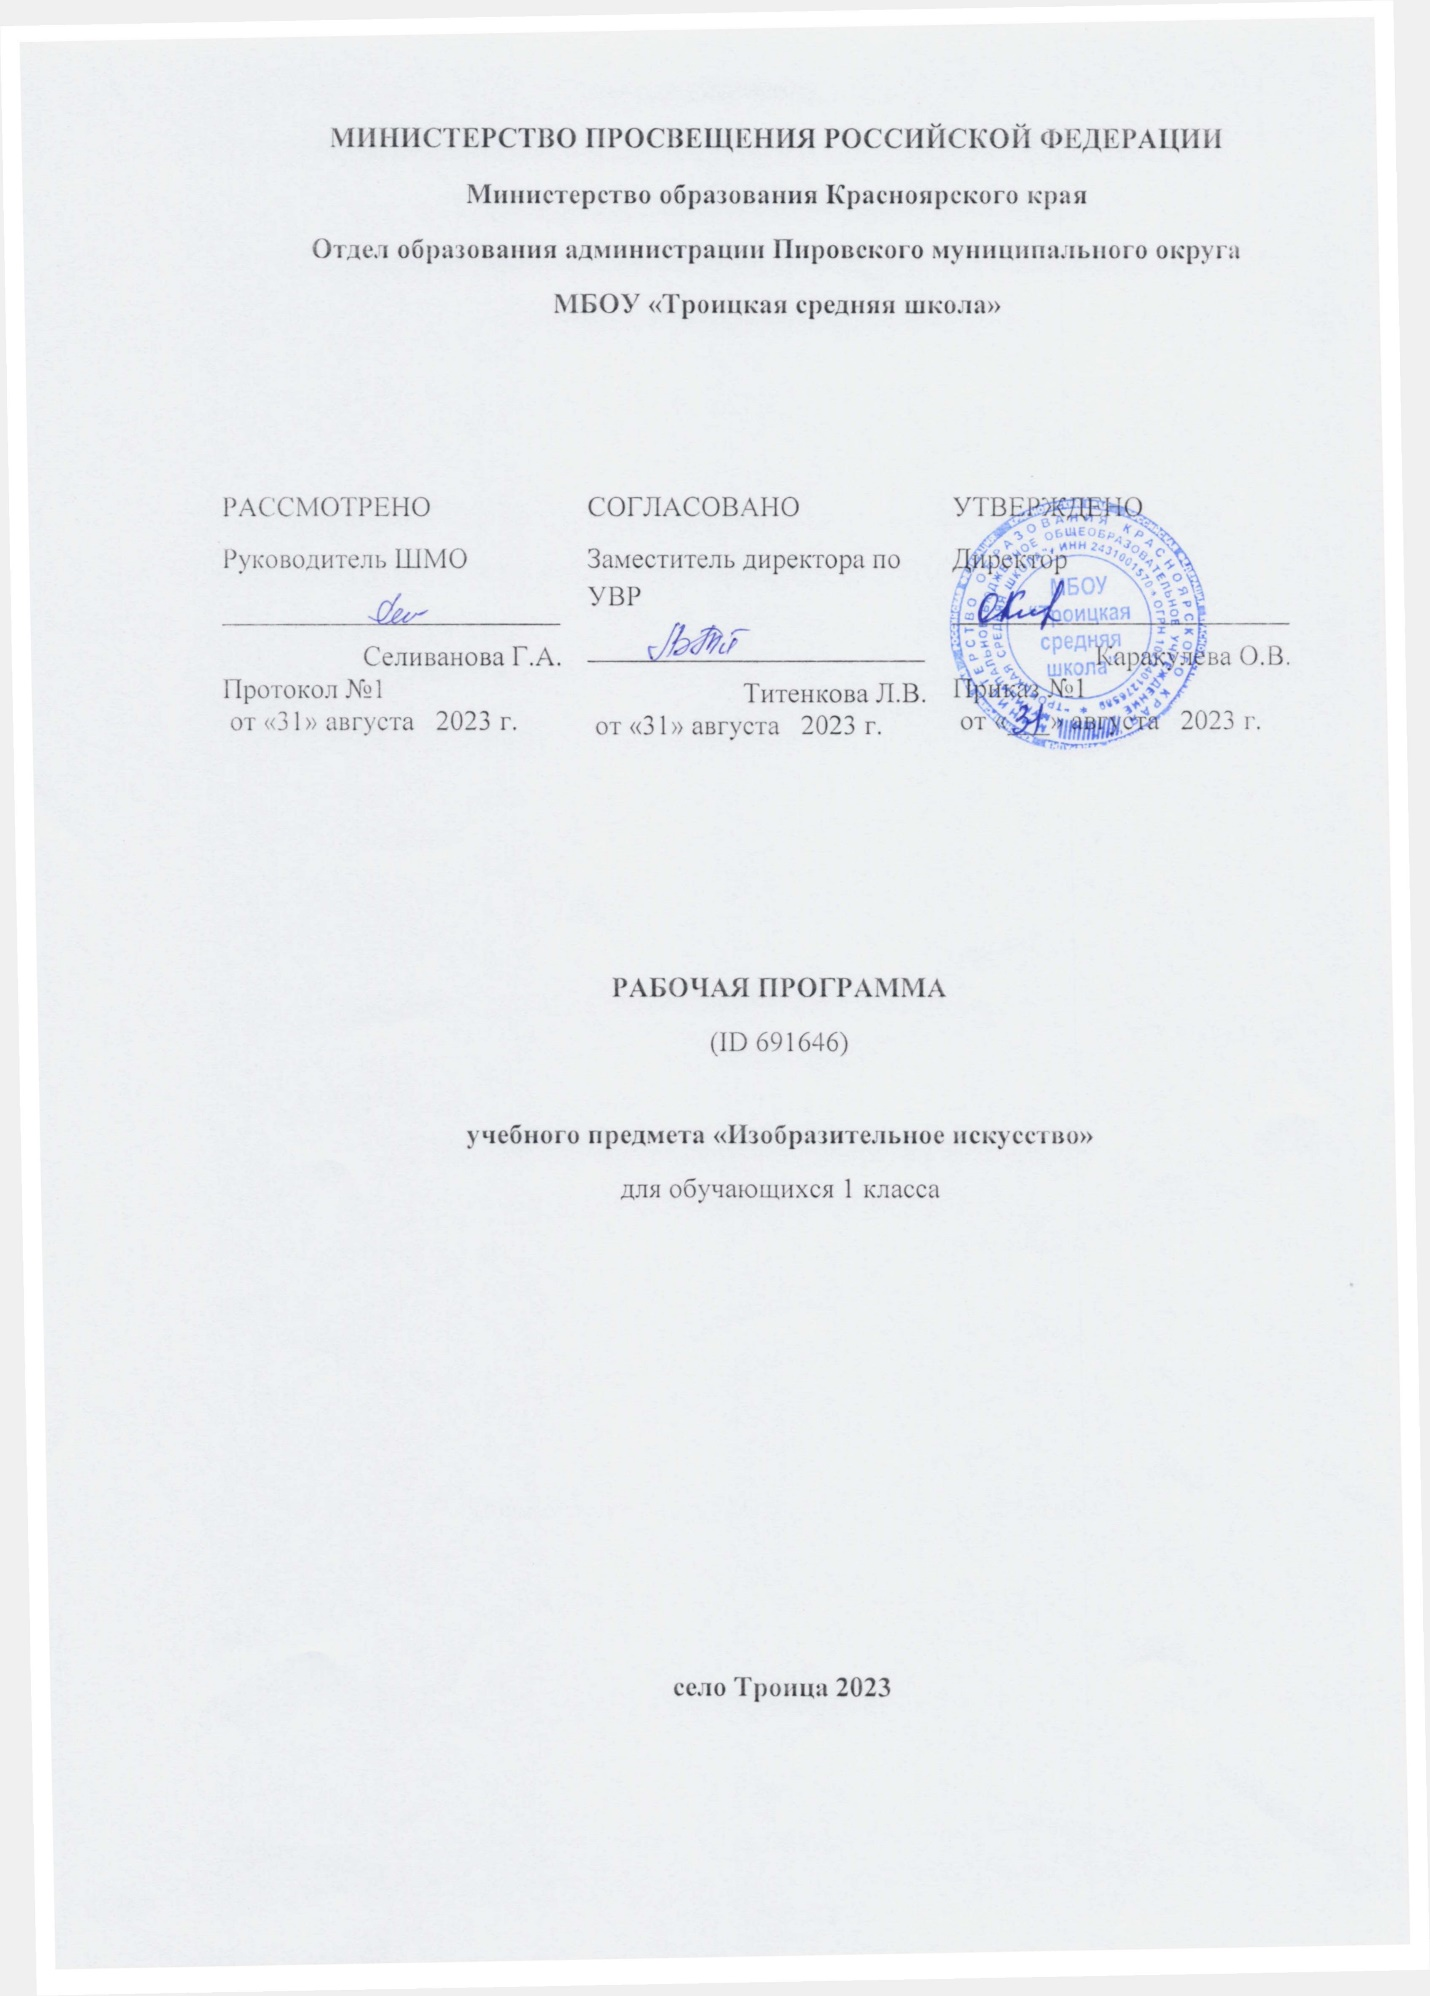 МИНИСТЕРСТВО ПРОСВЕЩЕНИЯ РОССИЙСКОЙ ФЕДЕРАЦИИ
Министерство образования Красноярского края
Отдел образования администрации Пировского муниципального округа
МБОУ «Троицкая средняя школа»
РАССМОТРЕНО
Руководитель ШМО
Селиванова Г.А.
Протокол №1
от «31» августа 2023 г.
СОГЛАСОВАНО
Заместитель директора по
УВР
Титенкова Л.В.
от «31» августа 2023 г.
УТВЕРЖДЕНО
Директор
Каракулева О.В.
Приказ №1
от «31» августа 2023 г.
МБОУ
Троицкая
средняя
школа
ИНН 2431001570
РАБОЧАЯ ПРОГРАММА
(ID 691646)
учебного предмета «Изобразительное искусство»
для обучающихся 1 класса
село Троица 2023